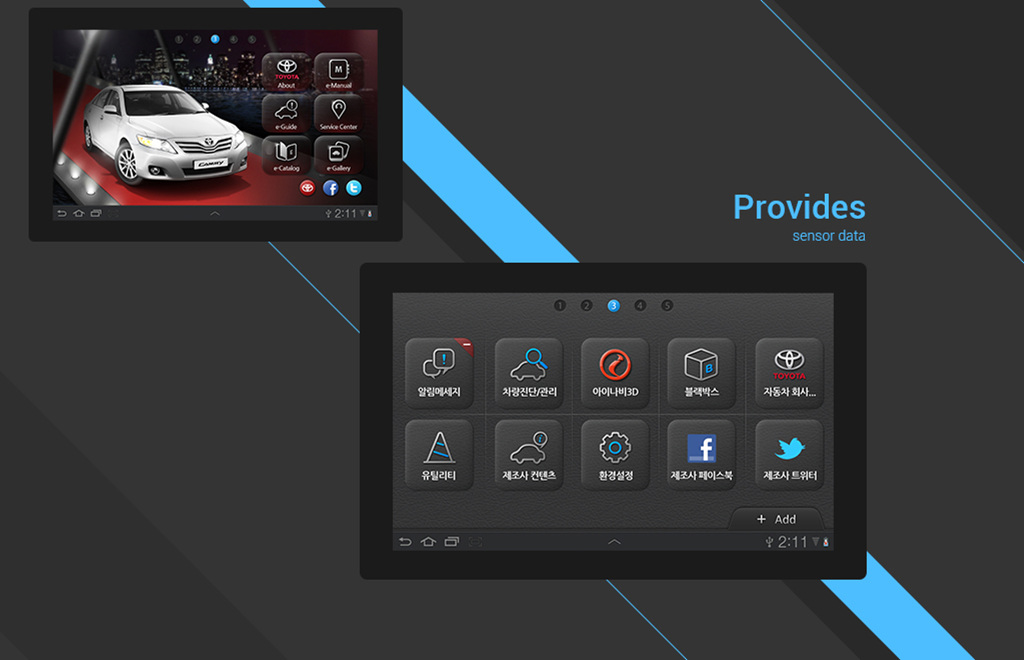 1 2 3 4 5
TOYOTA
About
M
e-Manual
e-Guide
Service Center
e-Catalog
e-Gallery
CAMRY
2:11
Provides
sensor data
1 2 3 4 5
알림메세지
차량진단/관리
아이나비3D
B
블랙박스
TOYOTA
자동차 회사...
유틸리티
제조사 컨텐츠
환경설정
f
제조사 페이스북
제조사 트위터
+ Add
2:11